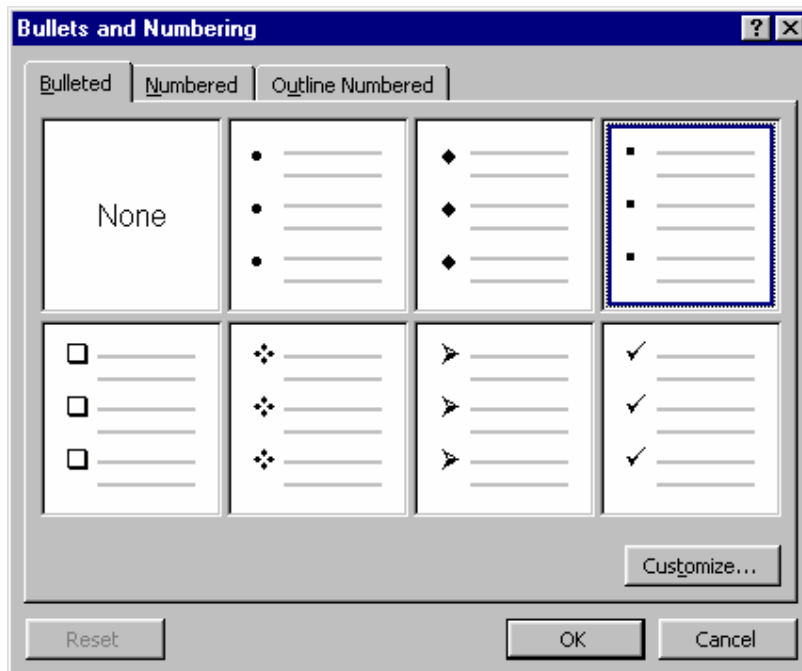 Bullets and Numbering
Bulleted Numbered Outline Numbered
None
Customize...
Reset OK Cancel